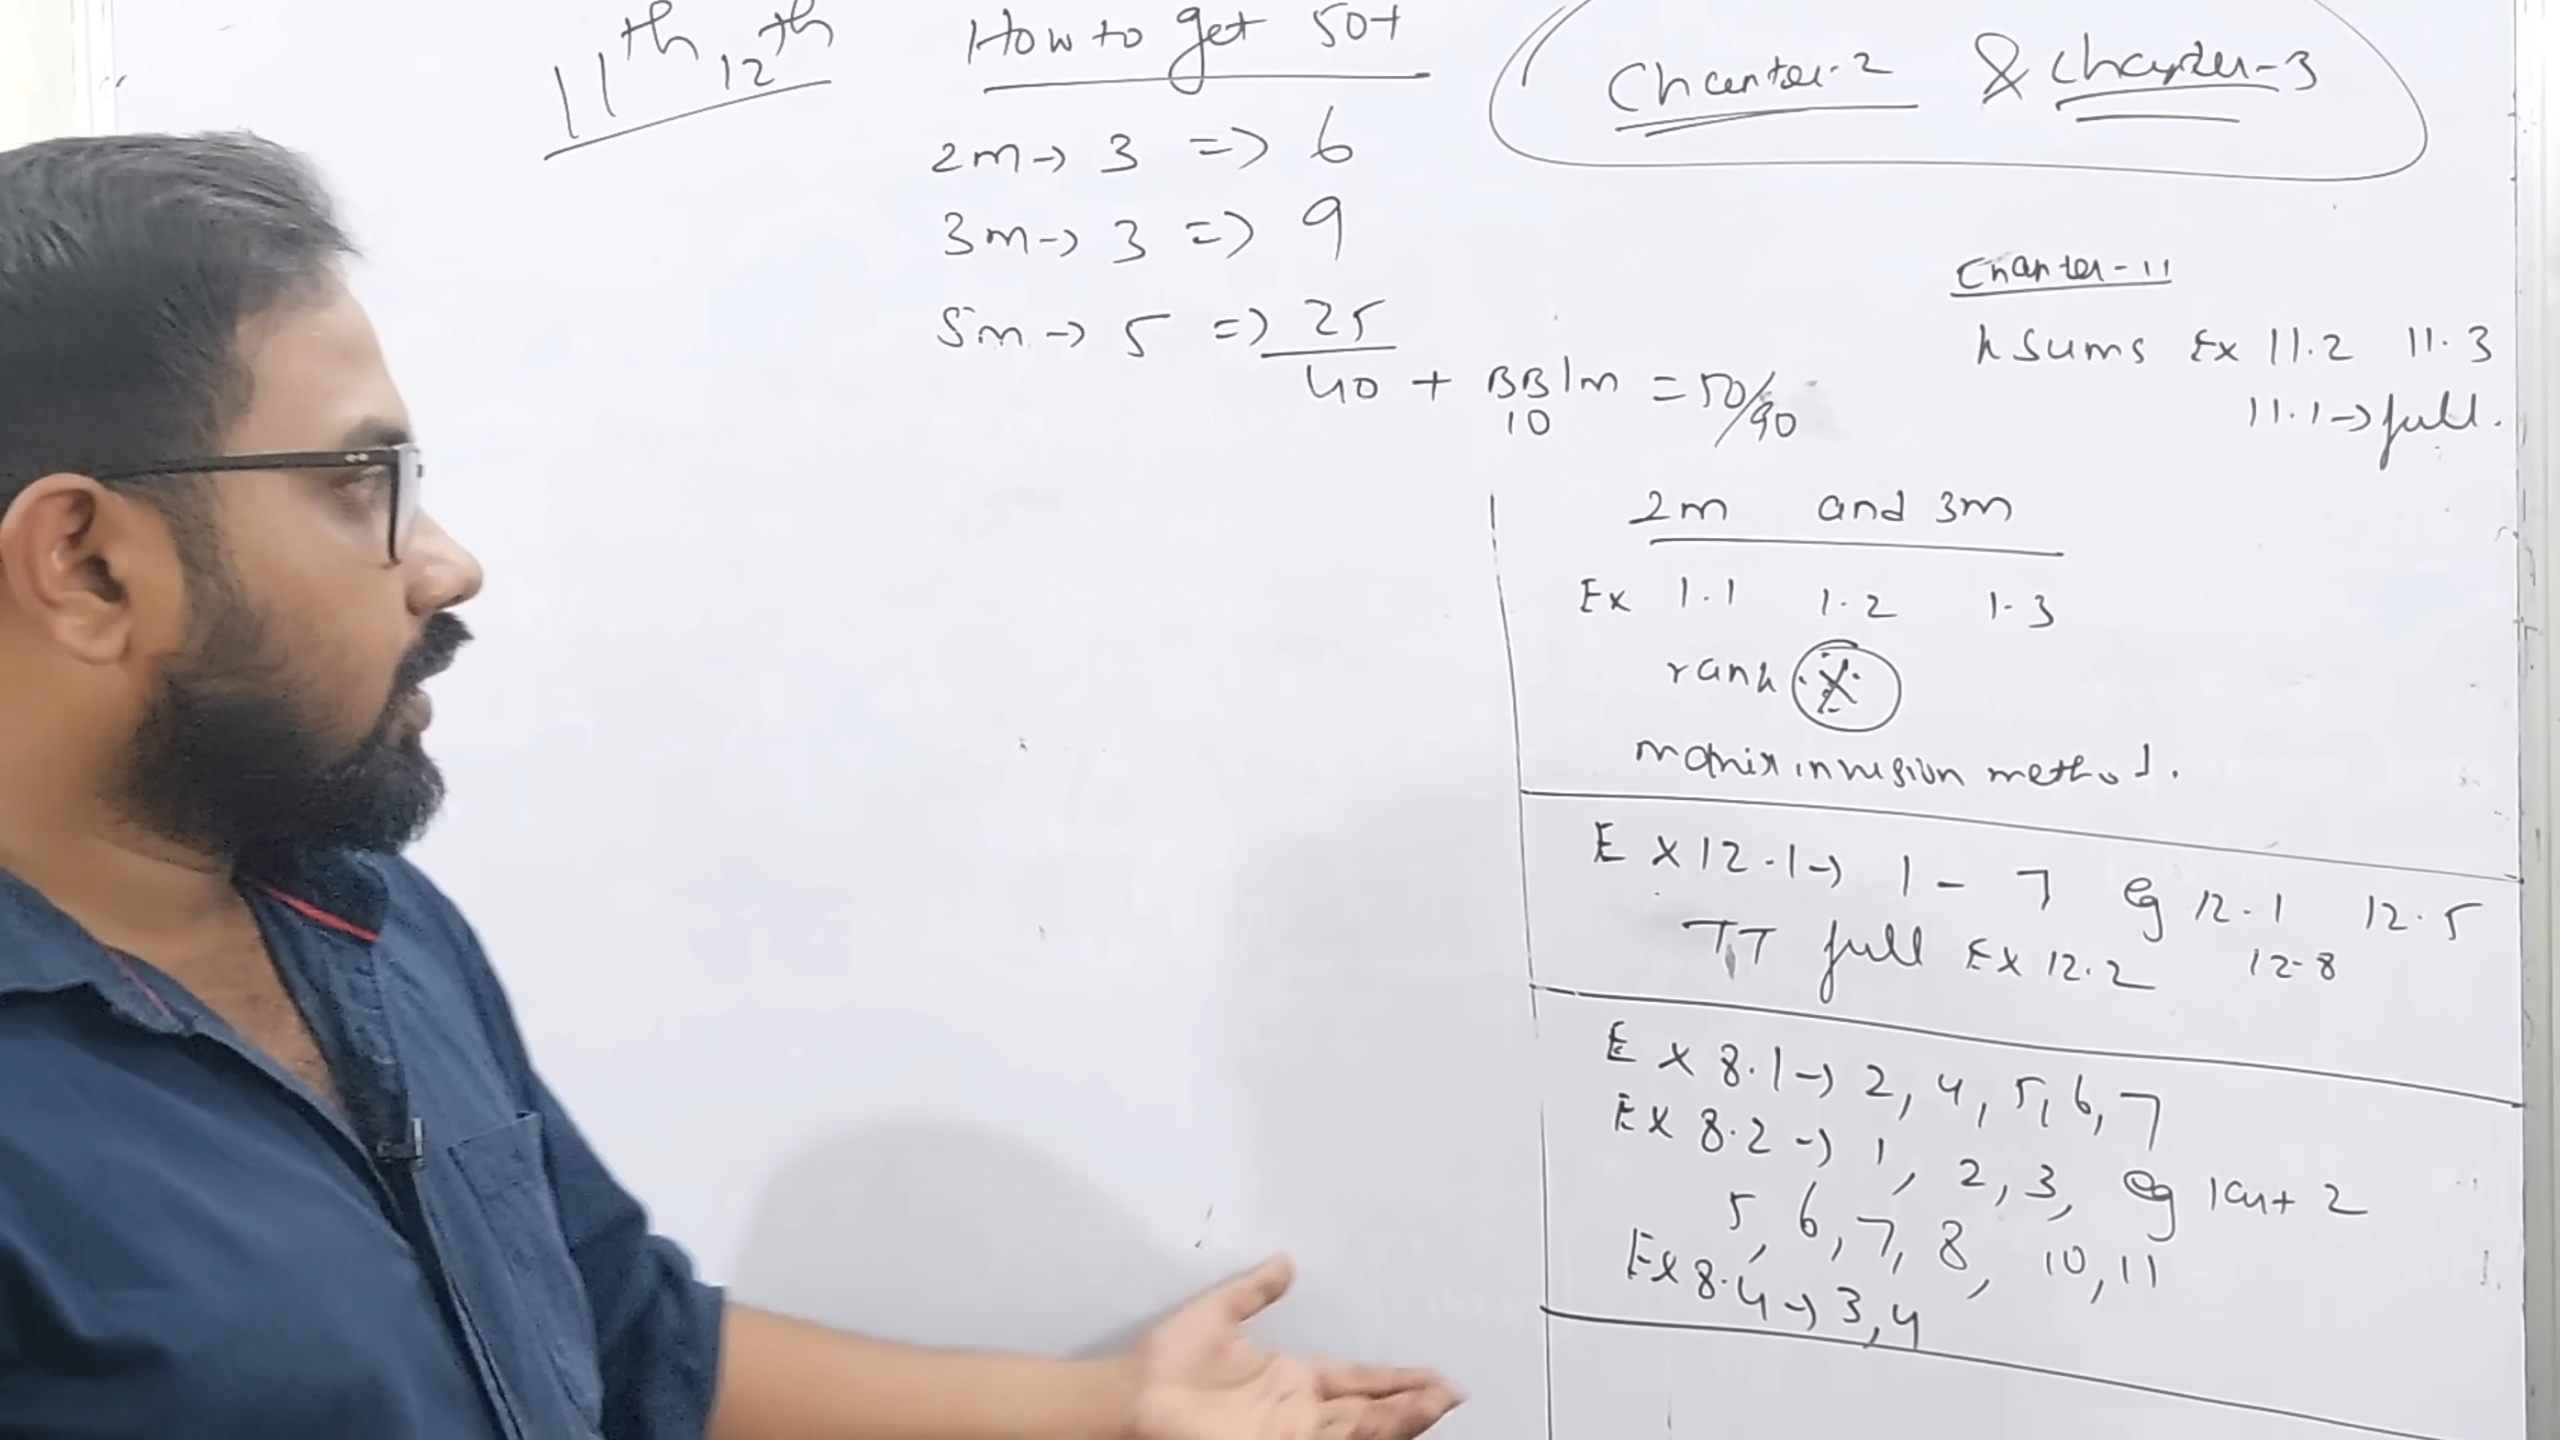 11th, 12th
How to get 50+
2m -> 3 => 6
3m -> 3 => 9
5m -> 5 => 25
40 + BB 1m = 50/90
10
Chapter-2 & Chapter-3
Chapter-11
k sums Ex 11.2 11.3
11.1 -> full.
2m and 3m
Ex 1.1 1.2 1.3
rank X
matrix inversion method.
Ex 12.1 -> 1 - 7 eg 12.1 12.5
TT full Ex 12.2 12.8
Ex 8.1 -> 2, 4, 5, 6, 7
Ex 8.2 -> 1, 2, 3, eg last 2
5, 6, 7, 8, 10, 11
Ex 8.4 -> 3, 4